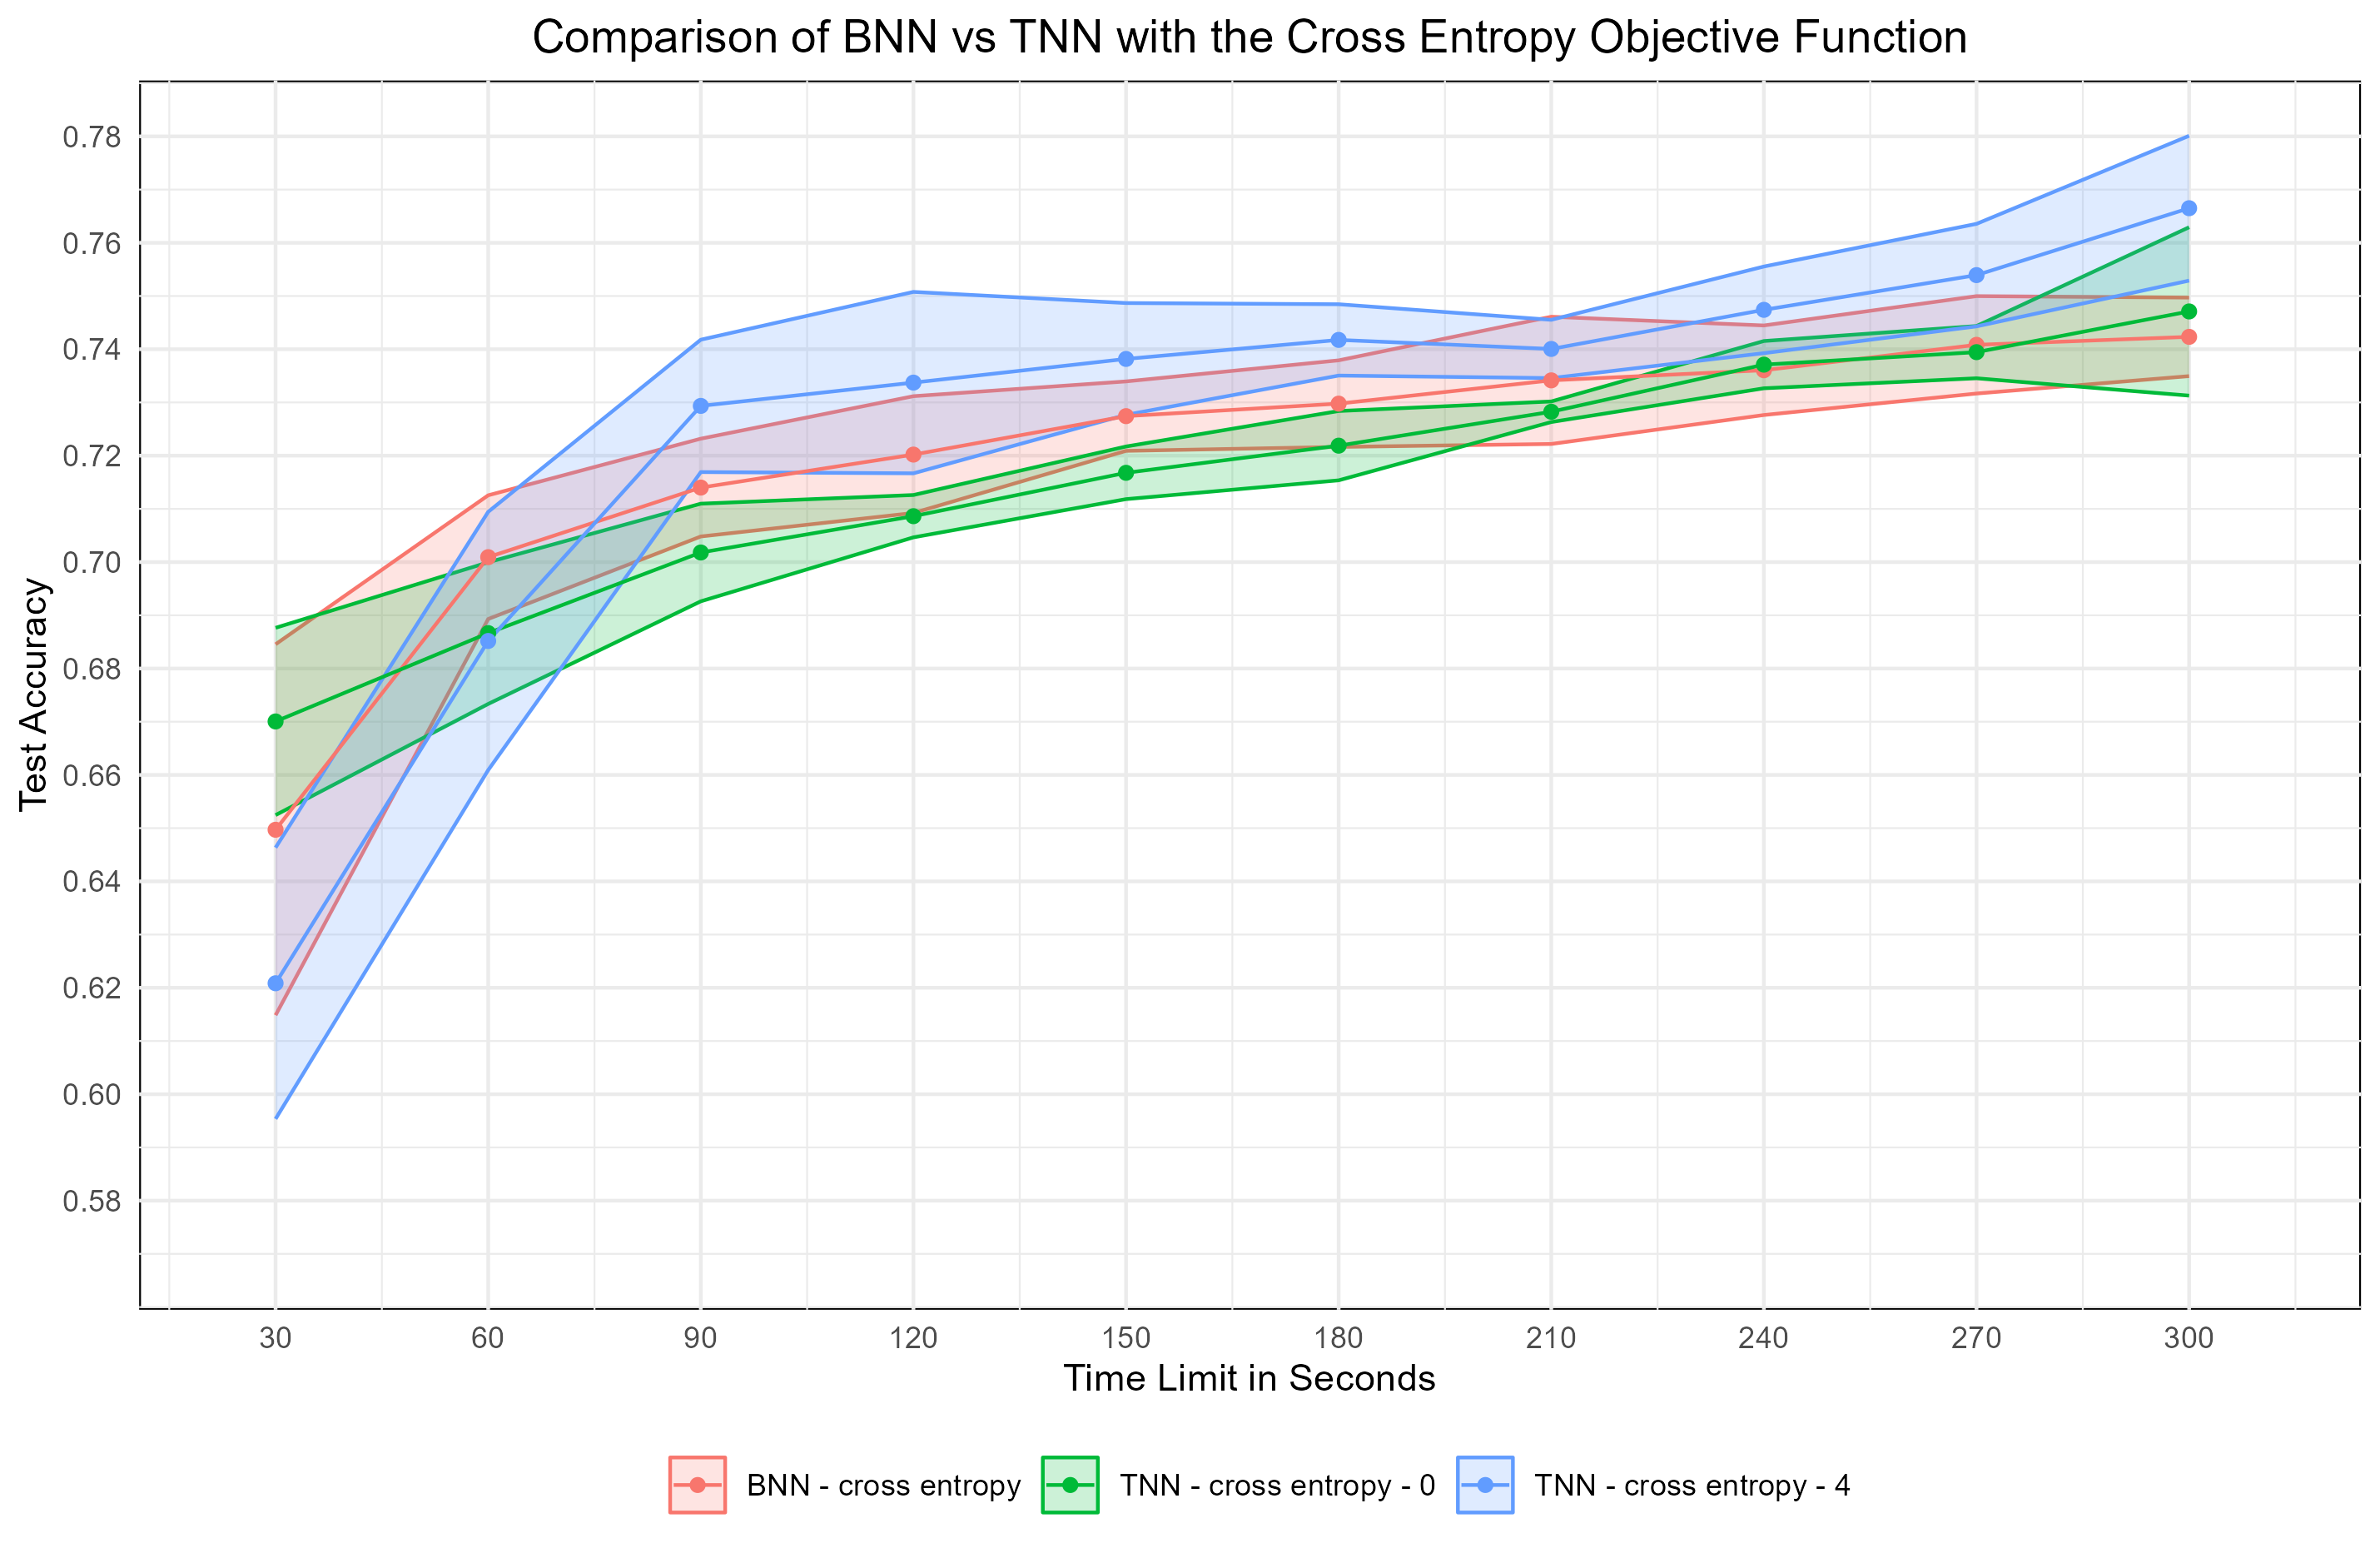 Comparison of BNN vs TNN with the Cross Entropy Objective Function
Test Accuracy
0.78
0.76
0.74
0.72
0.70
0.68
0.66
0.64
0.62
0.60
0.58
30 60 90 120 150 180 210 240 270 300
Time Limit in Seconds
BNN - cross entropy TNN - cross entropy - 0 TNN - cross entropy - 4